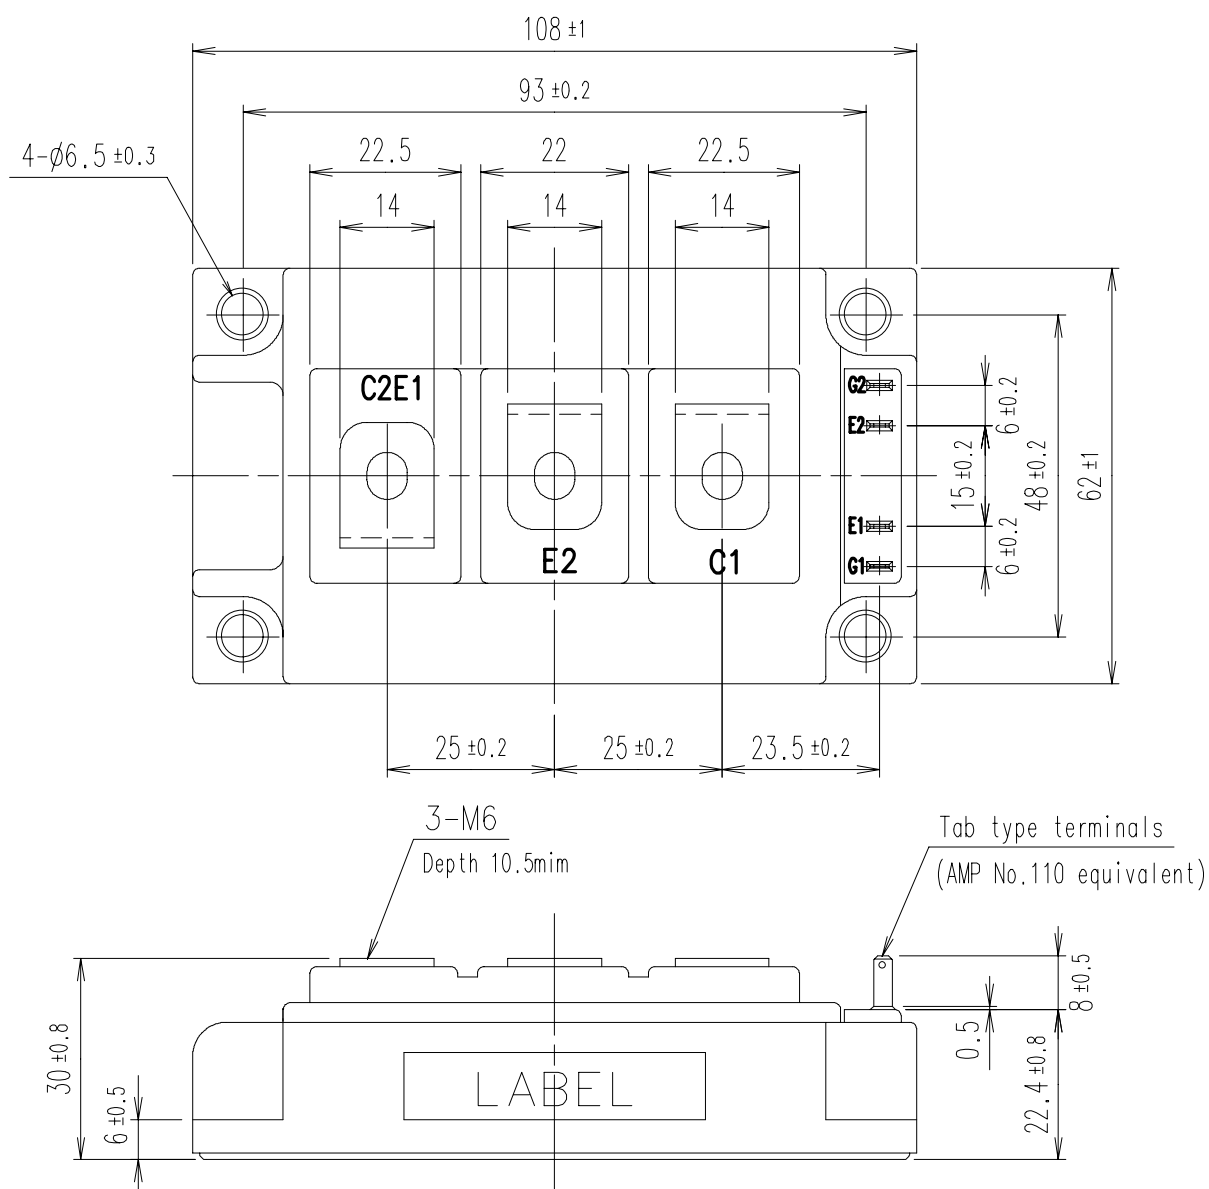 108 ±1
93 ±0.2
4-ϕ6.5 ±0.3
22.5
22
22.5
14
14
14
C2E1
E2
C1
G2
E2
E1
G1
6 ±0.2
15 ±0.2
6 ±0.2
48 ±0.2
62 ±1
25 ±0.2
25 ±0.2
23.5 ±0.2
3-M6
Depth 10.5mim
Tab type terminals
(AMP No.110 equivalent)
30 ±0.8
6 ±0.5
LABEL
8 ±0.5
0.5
22.4 ±0.8